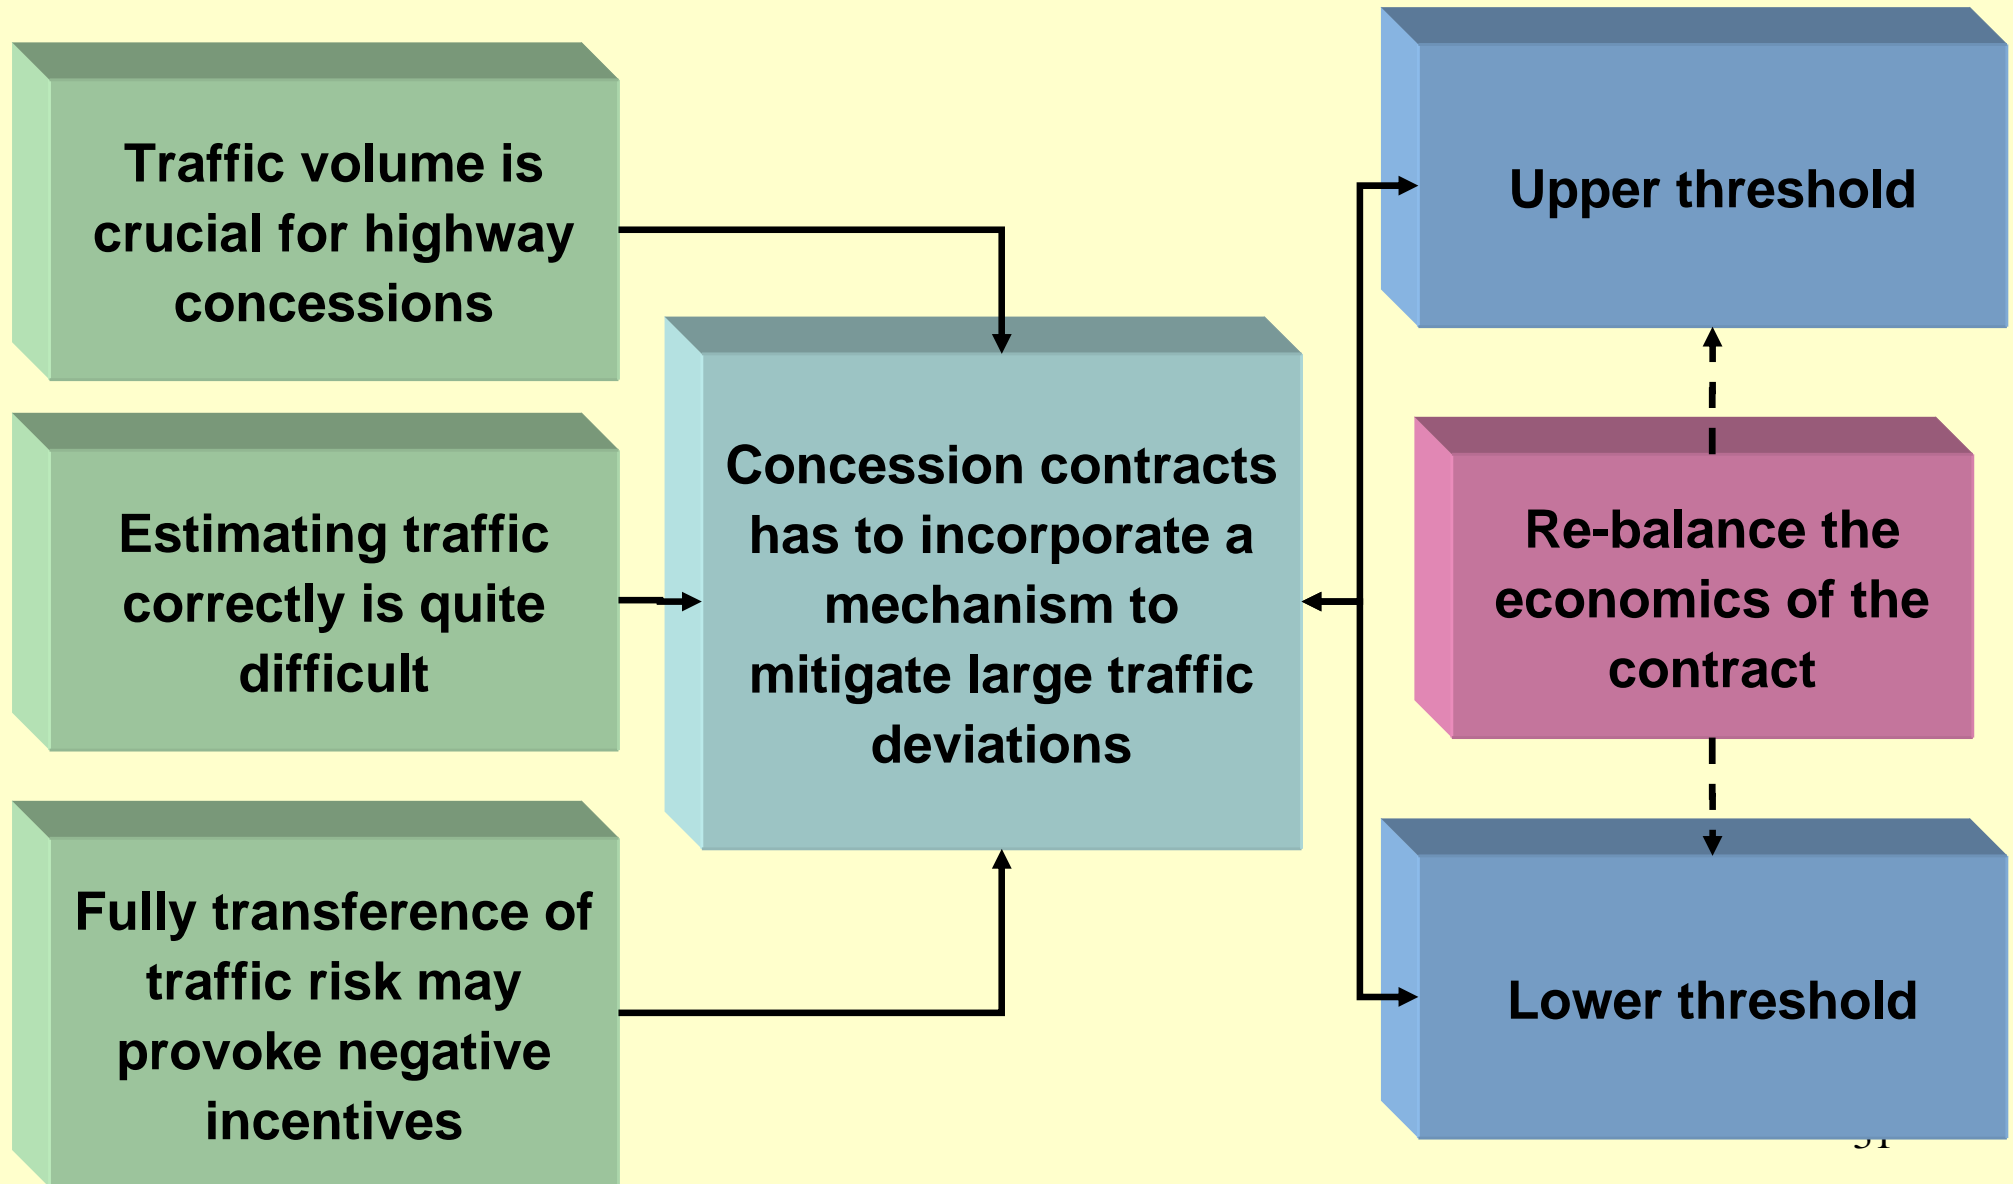 Traffic volume is
crucial for highway
concessions
Estimating traffic
correctly is quite
difficult
Fully transference of
traffic risk may
provoke negative
incentives
Concession contracts
has to incorporate a
mechanism to
mitigate large traffic
deviations
Upper threshold
Re-balance the
economics of the
contract
Lower threshold